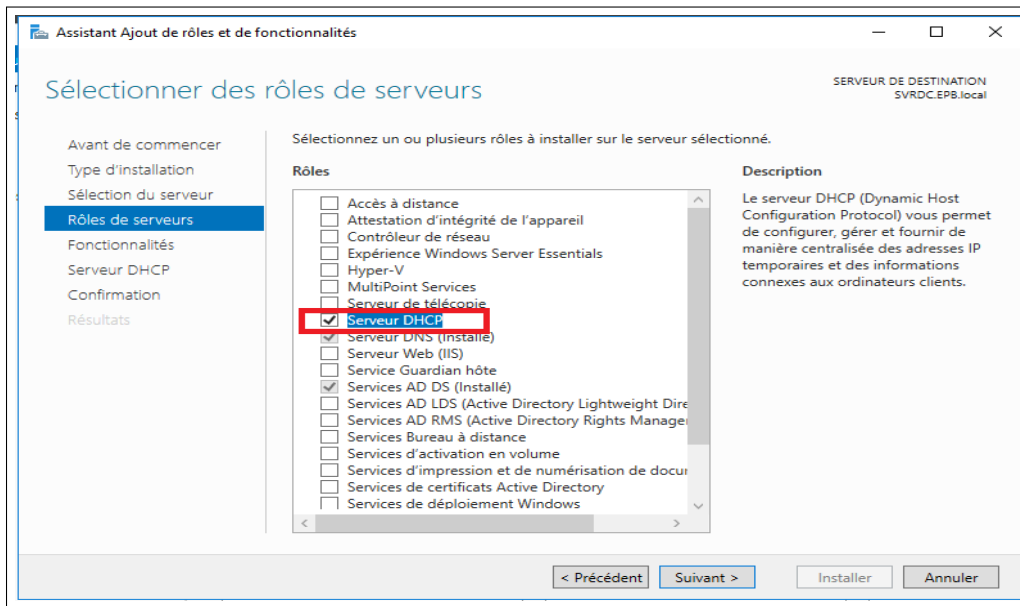 Assistant Ajout de rôles et de fonctionnalités
Sélectionner des rôles de serveurs
SERVEUR DE DESTINATION
SVRDC.EPB.local
Avant de commencer
Type d'installation
Sélection du serveur
Rôles de serveurs
Fonctionnalités
Serveur DHCP
Confirmation
Résultats
Sélectionnez un ou plusieurs rôles à installer sur le serveur sélectionné.
Rôles
Accès à distance
Attestation d'intégrité de l'appareil
Contrôleur de réseau
Expérience Windows Server Essentials
Hyper-V
MultiPoint Services
Serveur de télécopie
Serveur DHCP
Serveur DNS (Installé)
Serveur Web (IIS)
Service Guardian hôte
Services AD DS (Installé)
Services AD LDS (Active Directory Lightweight Dire
Services AD RMS (Active Directory Rights Manager
Services Bureau à distance
Services d'activation en volume
Services d'impression et de numérisation de docur
Services de certificats Active Directory
Services de déploiement Windows
Description
Le serveur DHCP (Dynamic Host
Configuration Protocol) vous permet
de configurer, gérer et fournir de
manière centralisée des adresses IP
temporaires et des informations
connexes aux ordinateurs clients.
< Précédent
Suivant >
Installer
Annuler